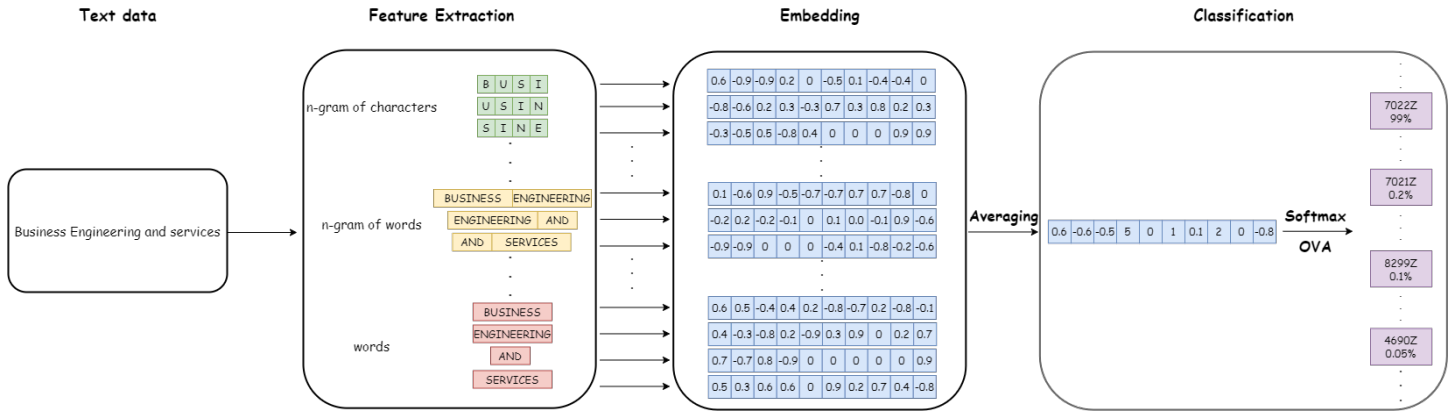 Text data
Feature Extraction
Embedding
Classification
Business Engineering and services
n-gram of characters
B U S I
U S I N
S I N E
n-gram of words
BUSINESS ENGINEERING
ENGINEERING AND
AND SERVICES
words
BUSINESS
ENGINEERING
AND
SERVICES
0.6 -0.9 -0.9 0.2 0 -0.5 0.1 -0.4 -0.4 0
-0.8 -0.6 0.2 0.3 -0.3 0.7 0.3 0.8 0.2 0.3
-0.3 -0.5 0.5 -0.8 0.4 0 0 0 0.9 0.9
0.1 -0.6 0.9 -0.5 -0.7 -0.7 0.7 0.7 -0.8 0
-0.2 0.2 -0.2 -0.1 0 0.1 0.0 -0.1 0.9 -0.6
-0.9 -0.9 0 0 0 -0.4 0.1 -0.8 -0.2 -0.6
0.6 0.5 -0.4 0.4 0.2 -0.8 -0.7 0.2 -0.8 -0.1
0.4 -0.3 -0.8 0.2 -0.9 0.3 0.9 0 0.2 0.7
0.7 -0.7 0.8 -0.9 0 0 0 0 0 0.9
0.5 0.3 0.6 0.6 0 0.9 0.2 0.7 0.4 -0.8
Averaging
0.6 -0.6 -0.5 5 0 1 0.1 2 0 -0.8
Softmax
OVA
7022Z
99%
7021Z
0.2%
8299Z
0.1%
4690Z
0.05%